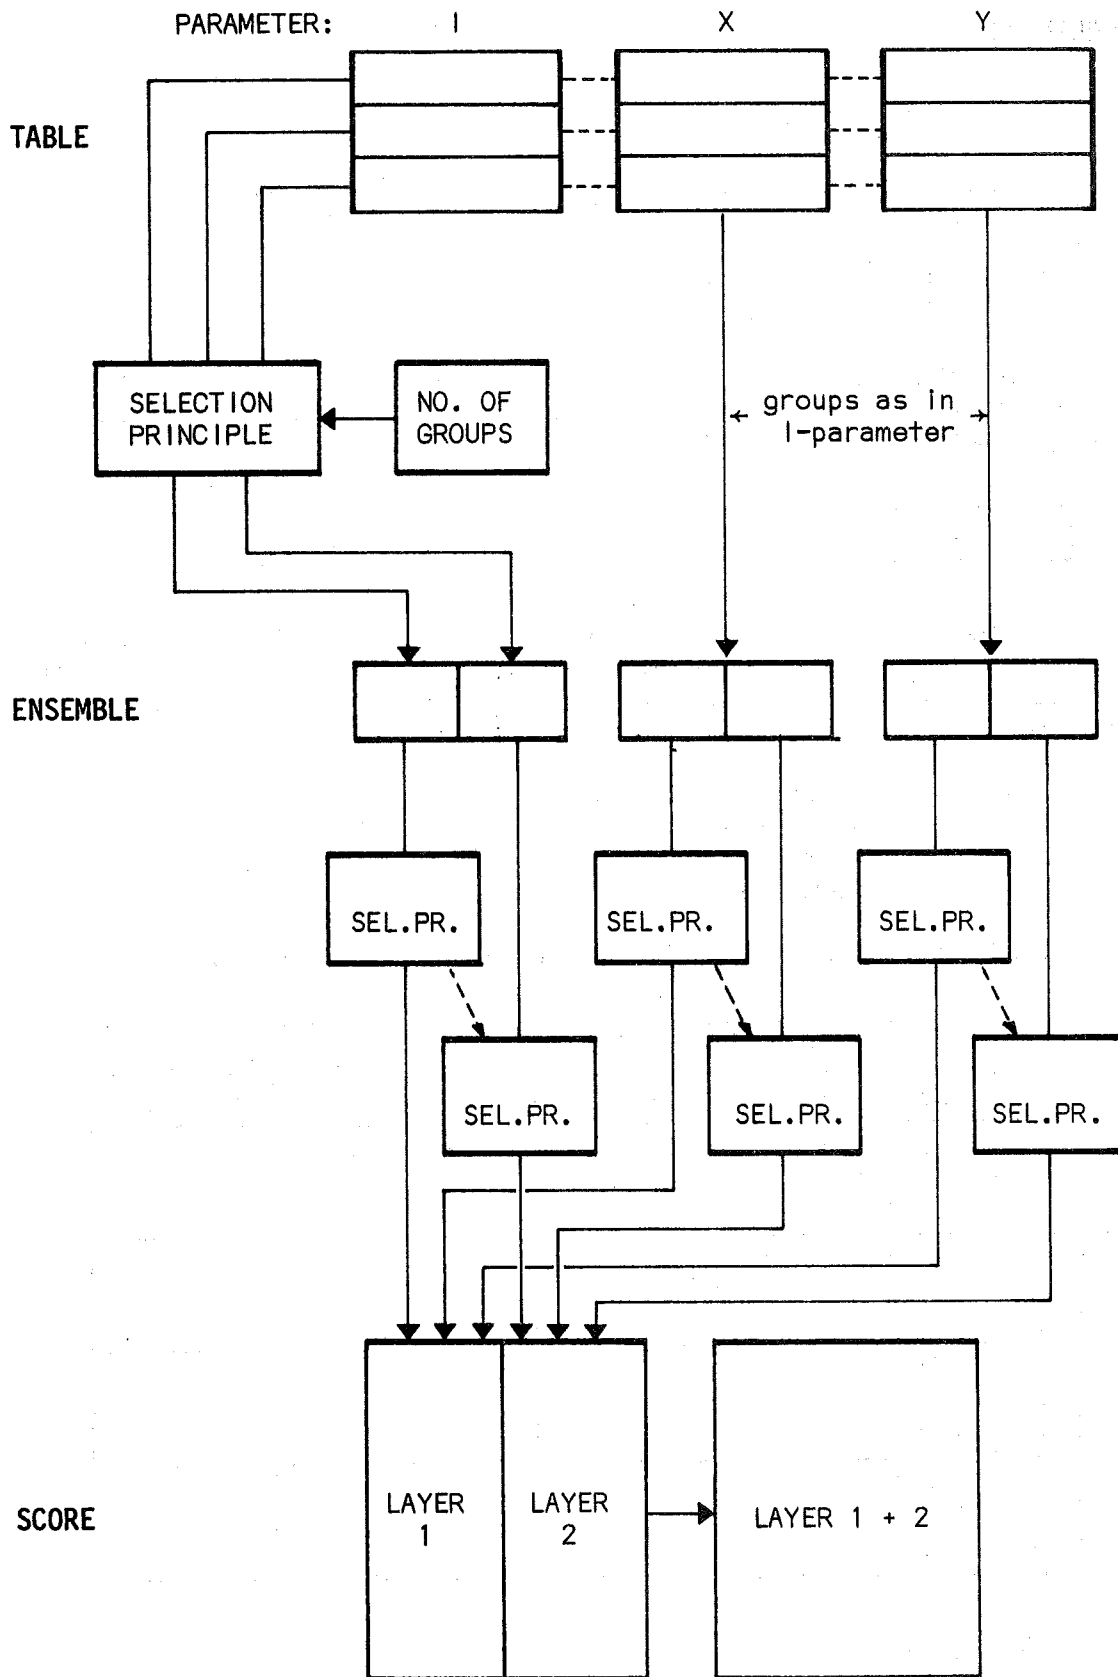 PARAMETER: I X Y
TABLE
SELECTION
PRINCIPLE
NO. OF
GROUPS
groups as in
I-parameter
ENSEMBLE
SEL.PR. SEL.PR. SEL.PR.
SEL.PR. SEL.PR. SEL.PR.
SCORE
LAYER
1
LAYER
2
LAYER 1 + 2